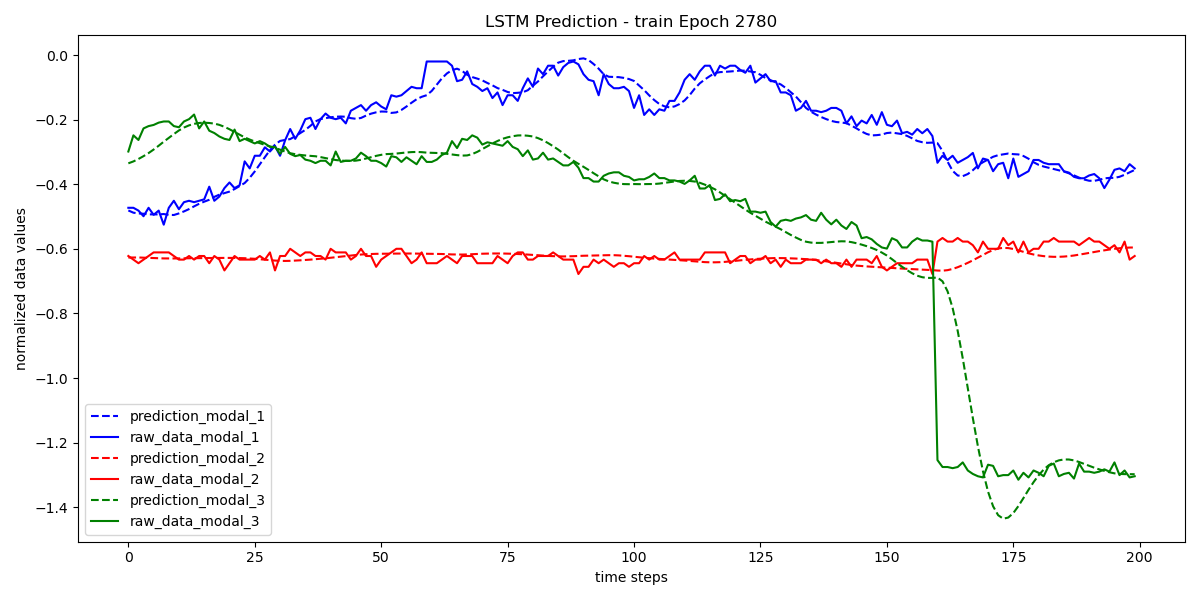 LSTM Prediction - train Epoch 2780
normalized data values
0.0
−0.2
−0.4
−0.6
−0.8
−1.0
−1.2
−1.4
prediction_modal_1
raw_data_modal_1
prediction_modal_2
raw_data_modal_2
prediction_modal_3
raw_data_modal_3
0 25 50 75 100 125 150 175 200
time steps